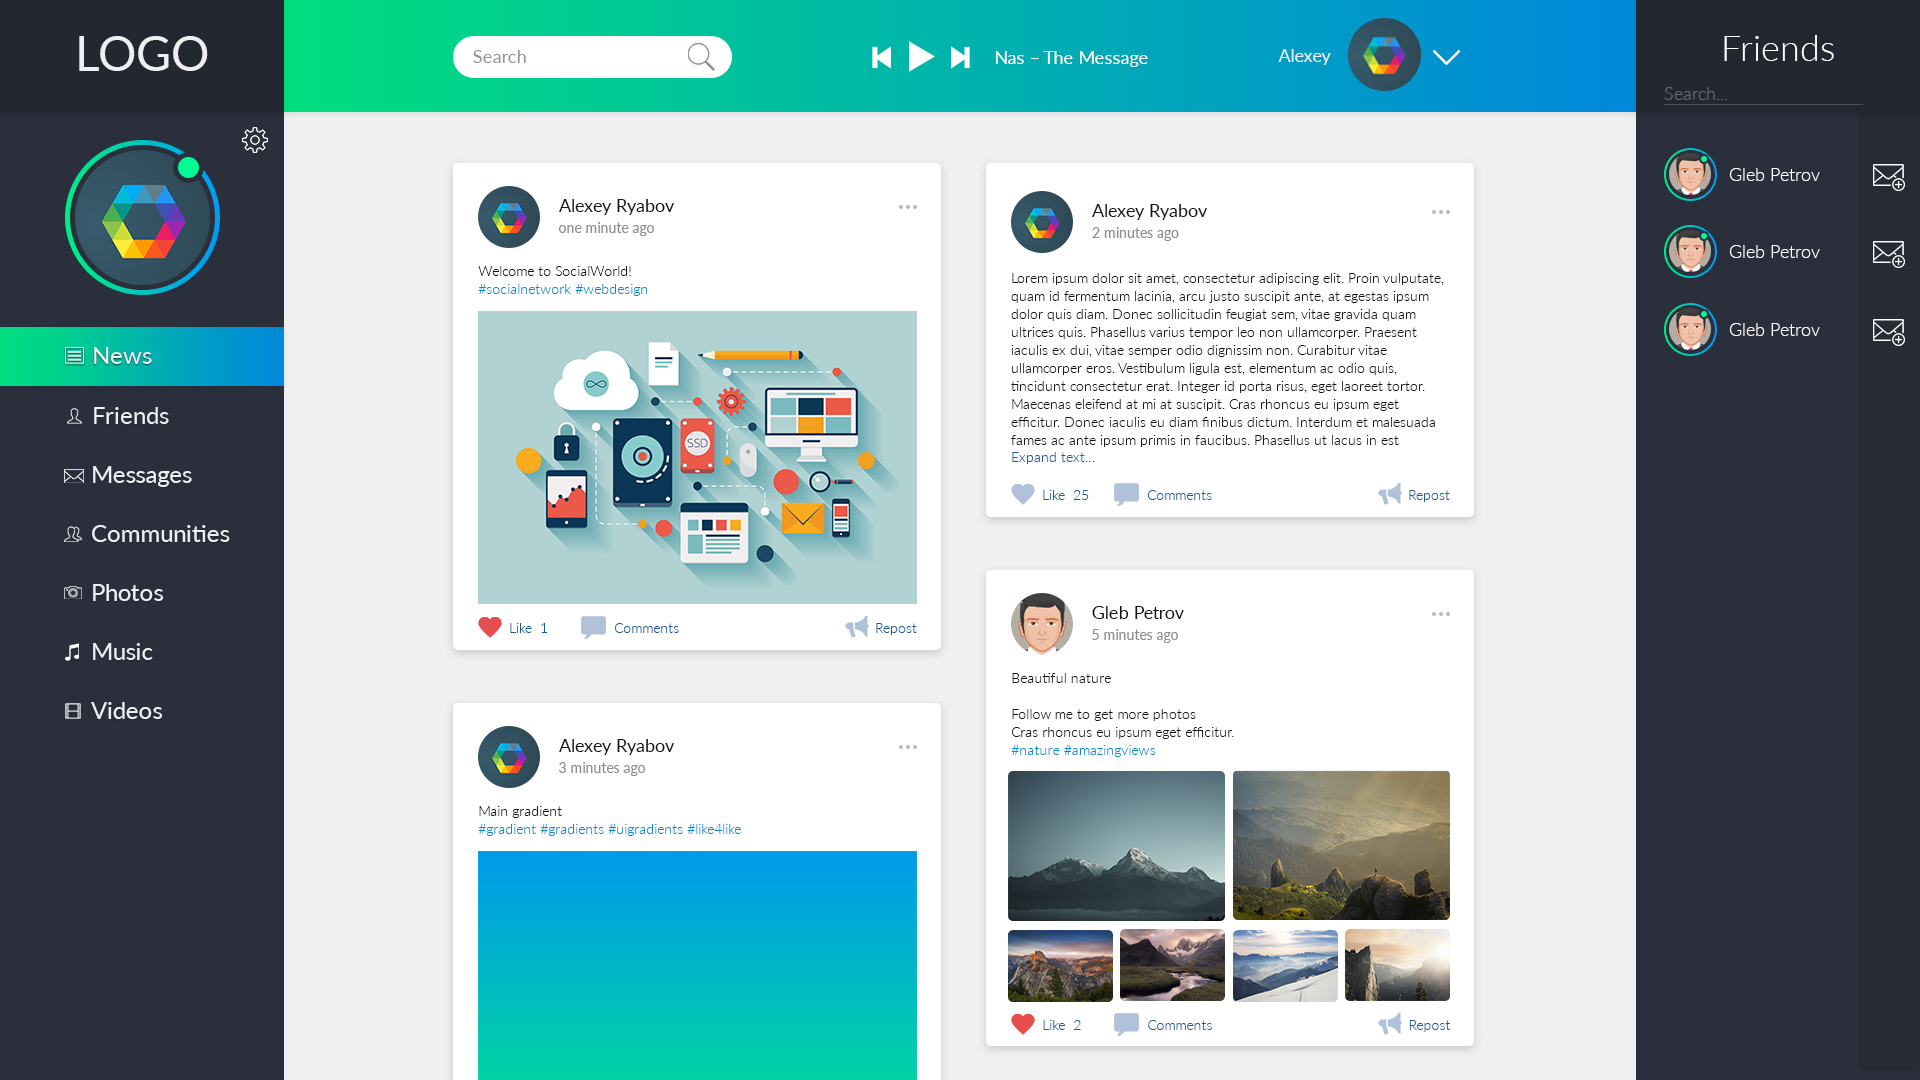 LOGO
News
Friends
Messages
Communities
Photos
Music
Videos
Search
Nas – The Message
Alexey
Alexey Ryabov
one minute ago
Welcome to SocialWorld!
#socialnetwork #webdesign
SSD
Like 1
Comments
Repost
Alexey Ryabov
3 minutes ago
Main gradient
#gradient #gradients #uigradients #like4like
Alexey Ryabov
2 minutes ago
Lorem ipsum dolor sit amet, consectetur adipiscing elit. Proin vulputate,
quam id fermentum lacinia, arcu justo suscipit ante, at egestas ipsum
dolor quis diam. Donec sollicitudin feugiat sem, vitae gravida quam
ultrices quis. Phasellus varius tempor leo non ullamcorper. Praesent
iaculis ex dui, vitae semper odio dignissim non. Curabitur vitae
ullamcorper eros. Vestibulum ligula est, elementum ac odio quis,
tincidunt consectetur erat. Integer id porta risus, eget laoreet tortor.
Maecenas eleifend at mi at suscipit. Cras rhoncus eu ipsum eget
efficitur. Donec iaculis eu diam finibus dictum. Interdum et malesuada
fames ac ante ipsum primis in faucibus. Phasellus ut lacus in est
Expand text...
Like 25
Comments
Repost
Gleb Petrov
5 minutes ago
Beautiful nature
Follow me to get more photos
Cras rhoncus eu ipsum eget efficitur.
#nature #amazingviews
Like 2
Comments
Repost
Friends
Search...
Gleb Petrov
Gleb Petrov
Gleb Petrov